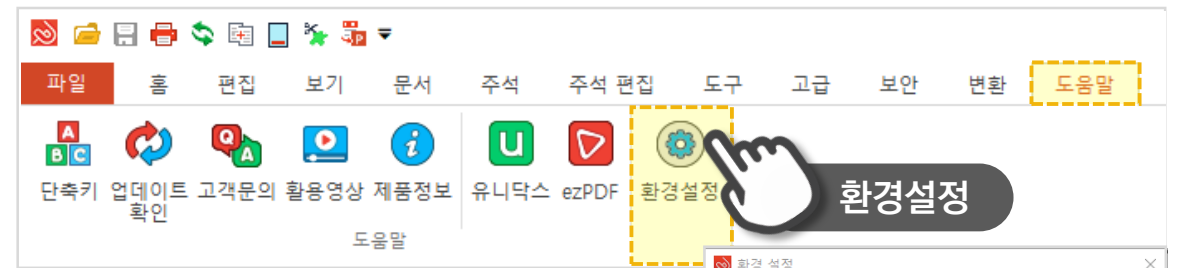 파일 홈 편집 보기 문서 주석 주석 편집 도구 고급 보안 변환 도움말
A B C Q A i u
단축키 업데이트 확인 고객문의 활용영상 제품정보 유니닥스 ezPDF 환경설정
환경설정
도움말
환경 설정